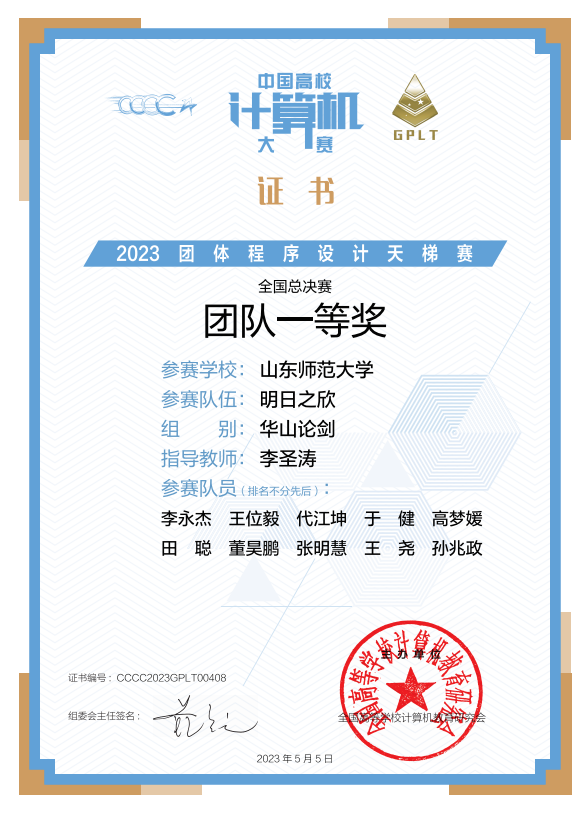 CCCC
中国高校
计算机
大赛
GPLT
证书
2023 团体程序设计天梯赛
全国总决赛
团队一等奖
参赛学校：山东师范大学
参赛队伍：明日之欣
组 别：华山论剑
指导教师：李圣涛
参赛队员（排名不分先后）：
李永杰 王位毅 代江坤 于 健 高梦媛
田 聪 董昊鹏 张明慧 王 尧 孙兆政
全国高等学校计算机教育研究会
主办单位
证书编号：CCCC2023GPLT00408
组委会主任签名：
全国高等学校计算机教育研究会
2023 年 5 月 5 日